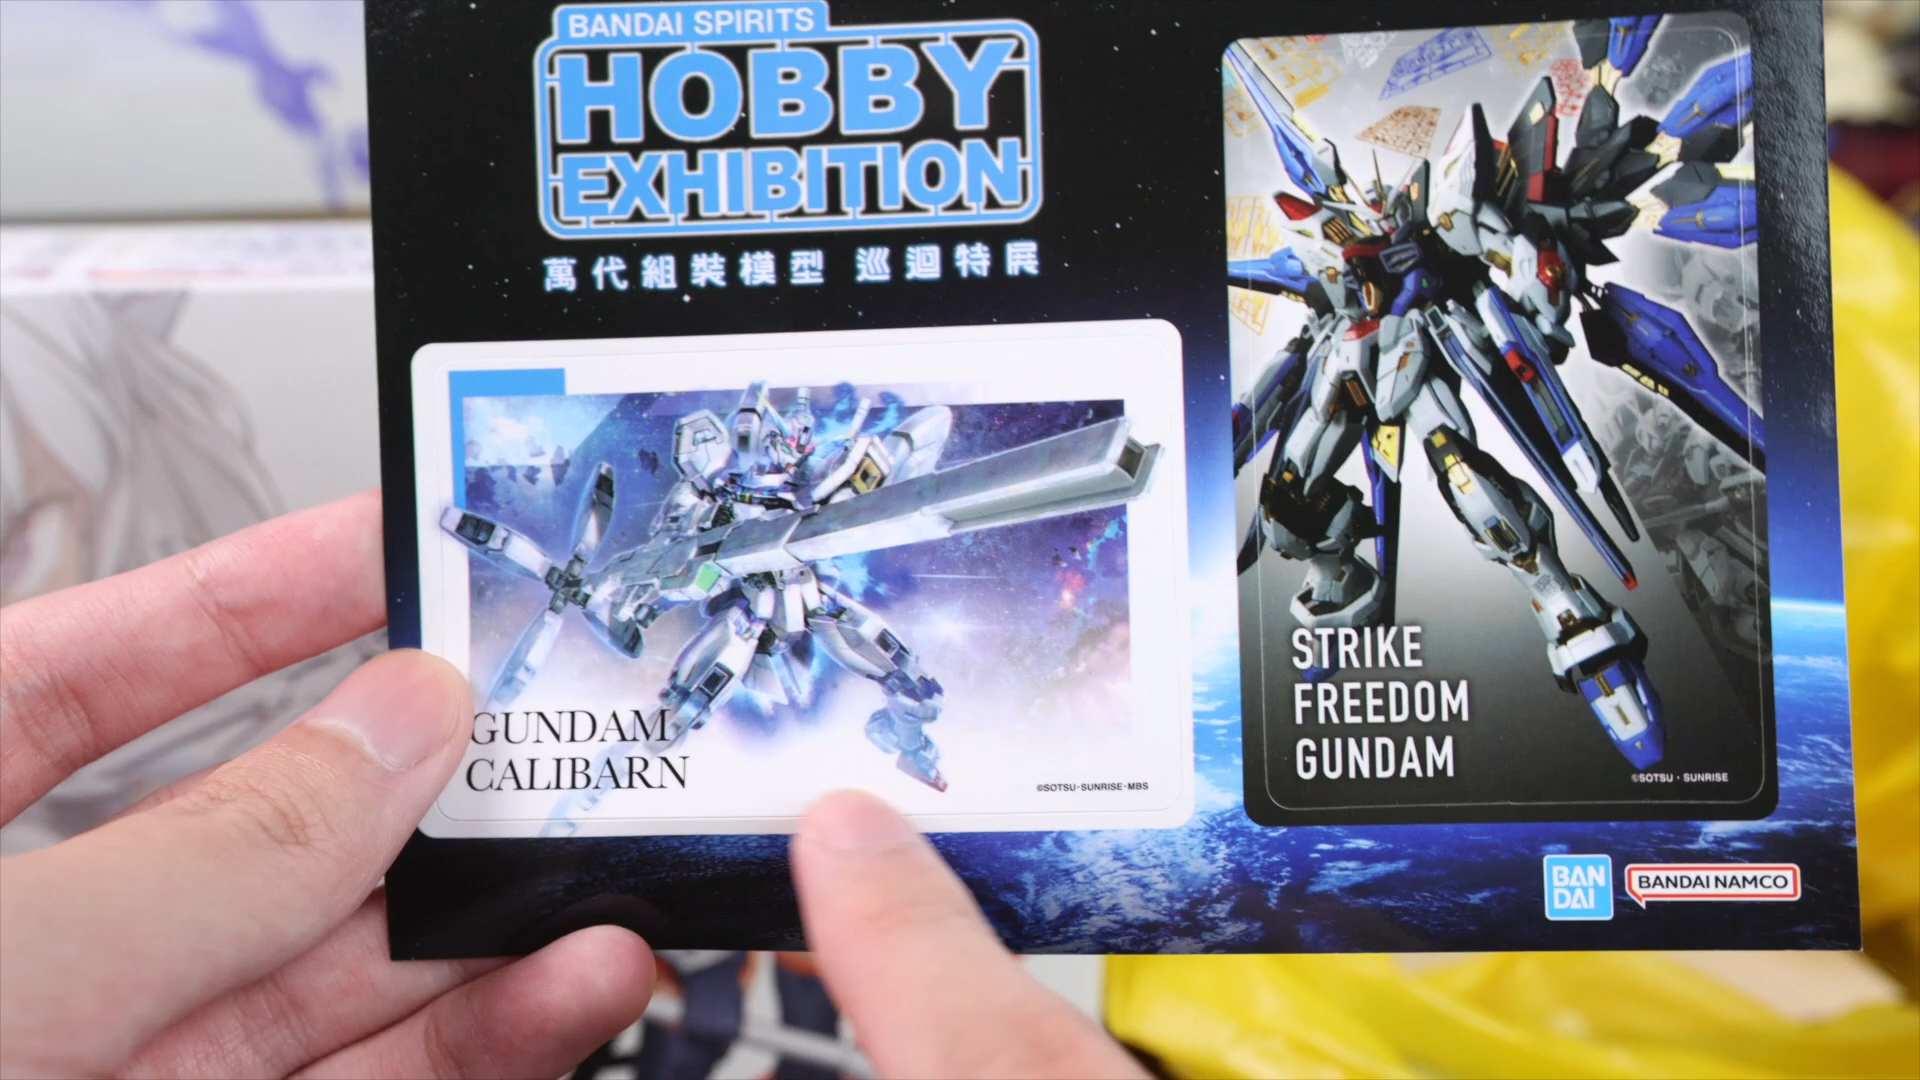 BANDAI SPIRITS
HOBBY
EXHIBITION
萬代組裝模型 巡迴特展
GUNDAM
CALIBARN
©SOTSU・SUNRISE・MBS
STRIKE
FREEDOM
GUNDAM
©SOTSU・SUNRISE
BAN
DAI
BANDAI NAMCO